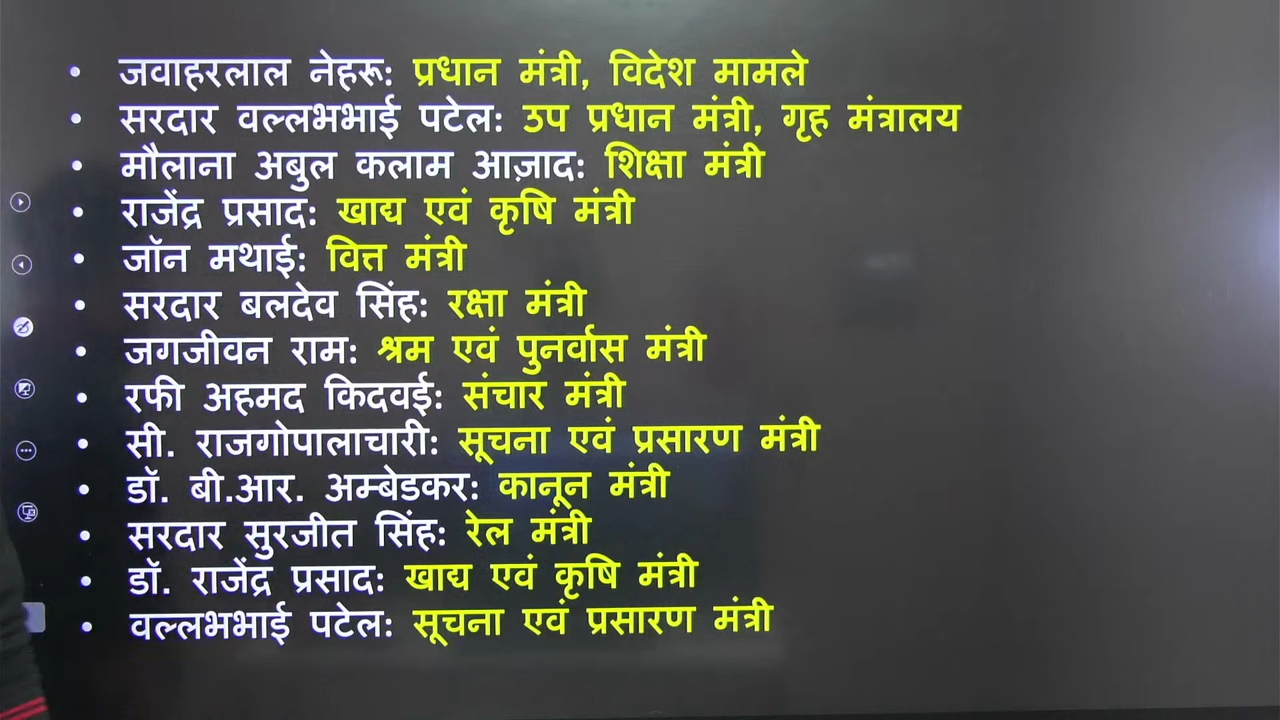 • जवाहरलाल नेहरू: प्रधान मंत्री, विदेश मामले
• सरदार वल्लभभाई पटेल: उप प्रधान मंत्री, गृह मंत्रालय
• मौलाना अबुल कलाम आज़ाद: शिक्षा मंत्री
• राजेंद्र प्रसाद: खाद्य एवं कृषि मंत्री
• जॉन मथाई: वित्त मंत्री
• सरदार बलदेव सिंह: रक्षा मंत्री
• जगजीवन राम: श्रम एवं पुनर्वास मंत्री
• रफी अहमद किदवई: संचार मंत्री
• सी. राजगोपालाचारी: सूचना एवं प्रसारण मंत्री
• डॉ. बी.आर. अम्बेडकर: कानून मंत्री
• सरदार सुरजीत सिंह: रेल मंत्री
• डॉ. राजेंद्र प्रसाद: खाद्य एवं कृषि मंत्री
• वल्लभभाई पटेल: सूचना एवं प्रसारण मंत्री